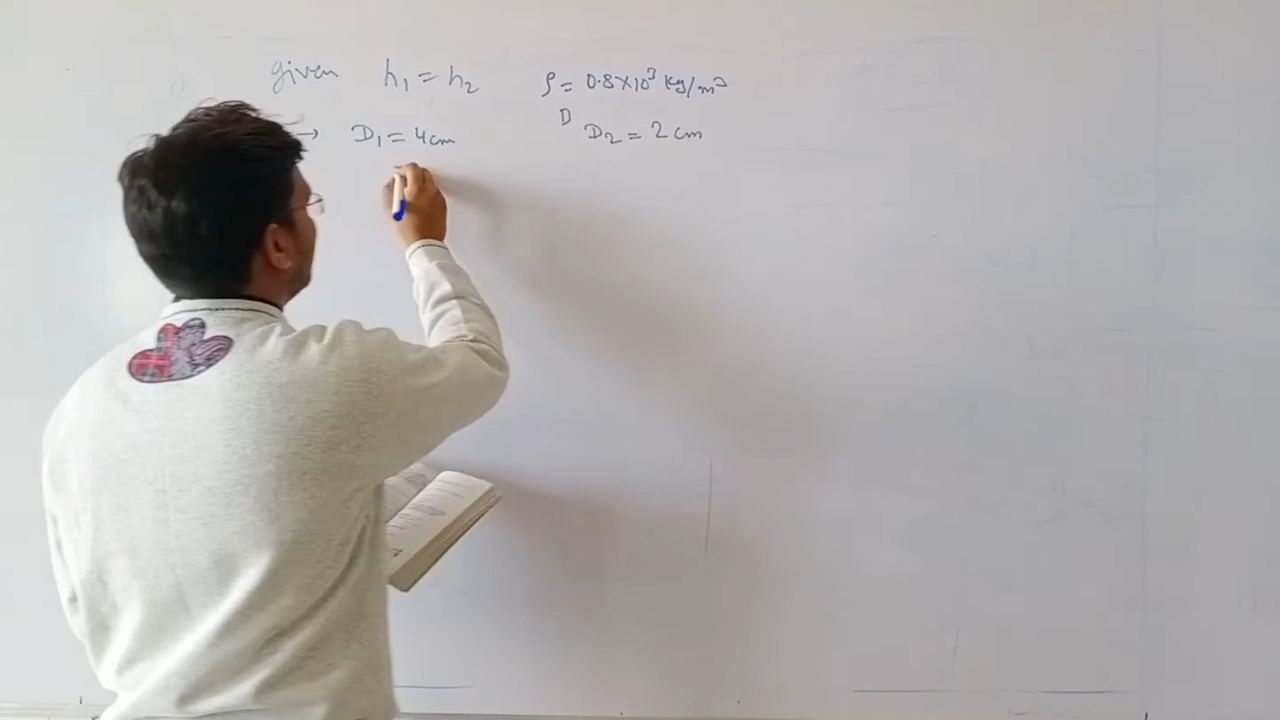 given h₁ = h₂ ρ = 0.8×10³ kg/m³
→ D₁ = 4cm D D₂ = 2 cm